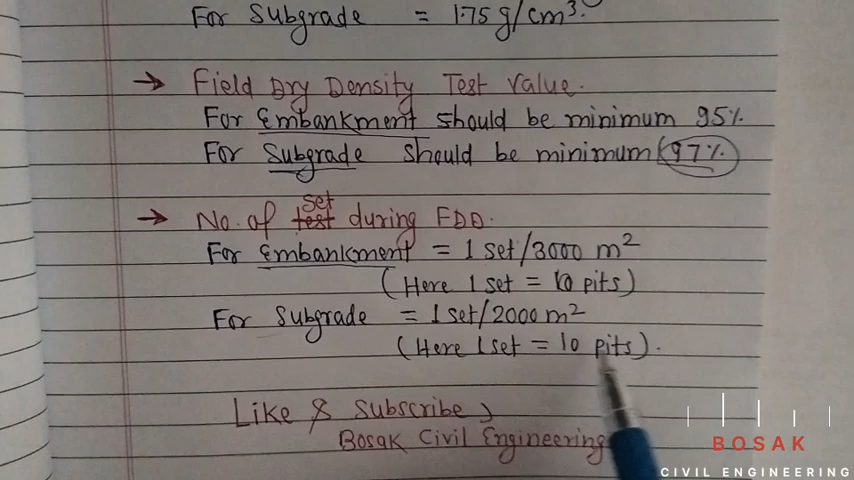 For Subgrade = 1.75 g/cm³.
→ Field Dry Density Test Value.
For Embankment should be minimum 95%
For Subgrade should be minimum 97%
set
→ No. of test during FDD.
For Embankment = 1 set/3000 m²
(Here 1 set = 10 pits)
For Subgrade = 1 set/2000 m²
(Here 1 set = 10 pits).
Like & Subscribe
Bosak Civil Engineering
BOSAK
CIVIL ENGINEERING